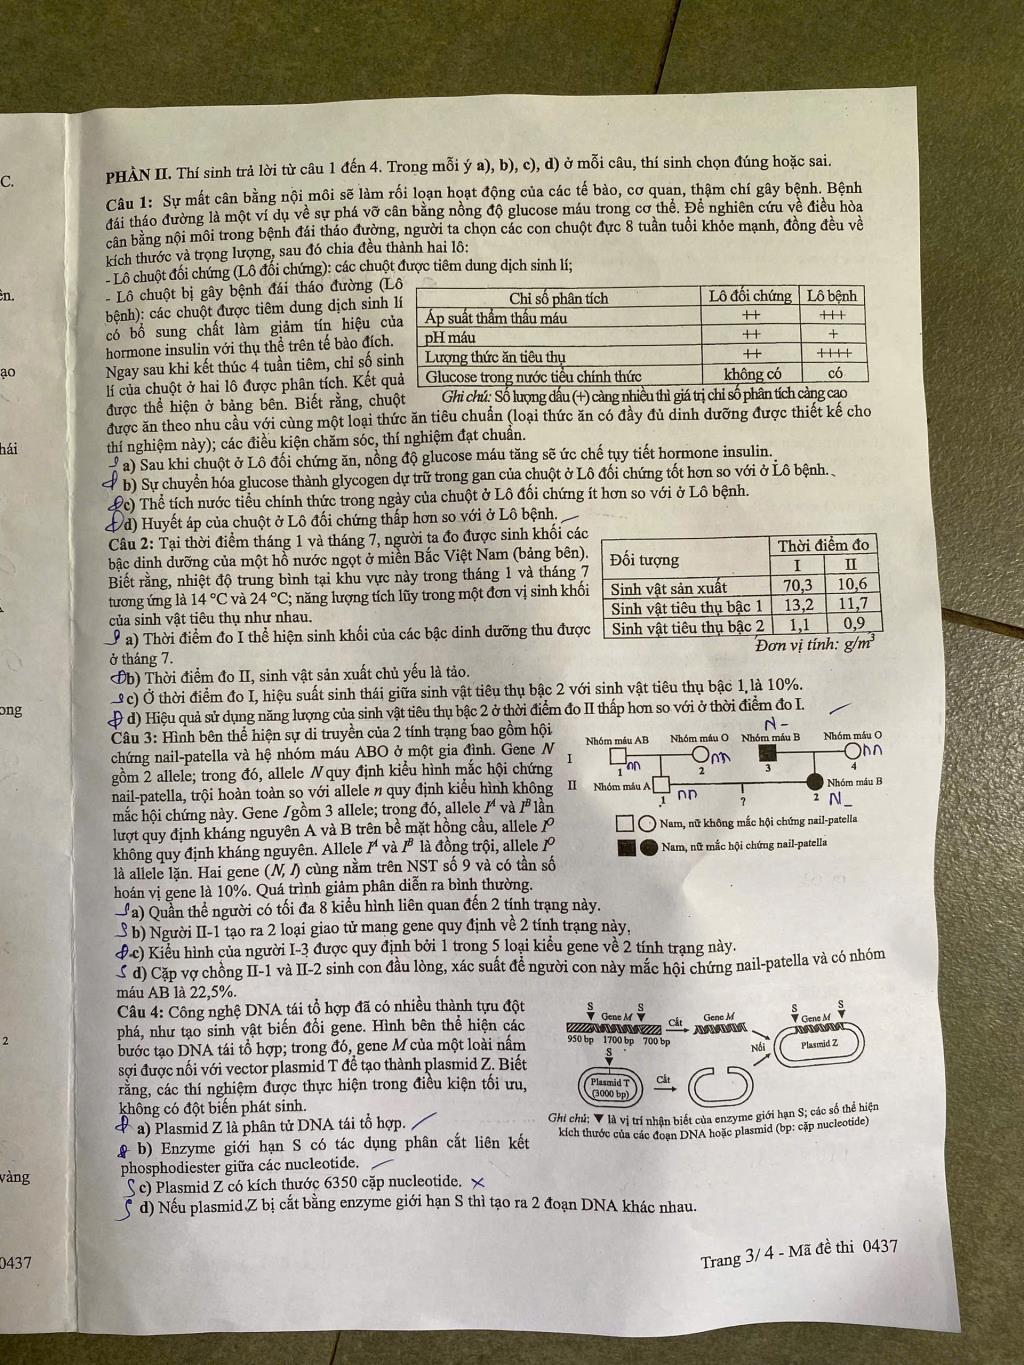 PHẦN II. Thí sinh trả lời từ câu 1 đến 4. Trong mỗi ý a), b), c), d) ở mỗi câu, thí sinh chọn đúng hoặc sai.
Câu 1: Sự mất cân bằng nội môi sẽ làm rối loạn hoạt động của các tế bào, cơ quan, thậm chí gây bệnh. Bệnh
đái tháo đường là một ví dụ về sự phá vỡ cân bằng nồng độ glucose máu trong cơ thể. Để nghiên cứu về điều hòa
cân bằng nội môi trong bệnh đái tháo đường, người ta chọn các con chuột đực 8 tuần tuổi khỏe mạnh, đồng đều về
kích thước và trọng lượng, sau đó chia đều thành hai lô:
- Lô chuột đối chứng (Lô đối chứng): các chuột được tiêm dung dịch sinh lí;
- Lô chuột bị gây bệnh đái tháo đường (Lô
bệnh): các chuột được tiêm dung dịch sinh lí
có bổ sung chất làm giảm tín hiệu của
hormone insulin với thụ thể trên tế bào đích.
Ngay sau khi kết thúc 4 tuần tiêm, chỉ số sinh
lí của chuột ở hai lô được phân tích. Kết quả
được thể hiện ở bảng bên. Biết rằng, chuột
Chỉ số phân tích Lô đối chứng Lô bệnh
Áp suất thẩm thấu máu ++ +++
pH máu ++ +
Lượng thức ăn tiêu thụ ++ ++++
Glucose trong nước tiểu chính thức không có có
Ghi chú: Số lượng dấu (+) càng nhiều thì giá trị chỉ số phân tích càng cao
được ăn theo nhu cầu với cùng một loại thức ăn tiêu chuẩn (loại thức ăn có đầy đủ dinh dưỡng được thiết kế cho
thí nghiệm này); các điều kiện chăm sóc, thí nghiệm đạt chuẩn.
S a) Sau khi chuột ở Lô đối chứng ăn, nồng độ glucose máu tăng sẽ ức chế tụy tiết hormone insulin.
Đ b) Sự chuyển hóa glucose thành glycogen dự trữ trong gan của chuột ở Lô đối chứng tốt hơn so với ở Lô bệnh.
Đ c) Thể tích nước tiểu chính thức trong ngày của chuột ở Lô đối chứng ít hơn so với ở Lô bệnh.
Đ d) Huyết áp của chuột ở Lô đối chứng thấp hơn so với ở Lô bệnh.
Câu 2: Tại thời điểm tháng 1 và tháng 7, người ta đo được sinh khối các
bậc dinh dưỡng của một hồ nước ngọt ở miền Bắc Việt Nam (bảng bên).
Biết rằng, nhiệt độ trung bình tại khu vực này trong tháng 1 và tháng 7
tương ứng là 14 °C và 24 °C; năng lượng tích lũy trong một đơn vị sinh khối
của sinh vật tiêu thụ như nhau.
Đối tượng Thời điểm đo
I II
Sinh vật sản xuất 70,3 10,6
Sinh vật tiêu thụ bậc 1 13,2 11,7
Sinh vật tiêu thụ bậc 2 1,1 0,9
Đơn vị tính: g/m³
S a) Thời điểm đo I thể hiện sinh khối của các bậc dinh dưỡng thu được
ở tháng 7.
Đ b) Thời điểm đo II, sinh vật sản xuất chủ yếu là tảo.
S c) Ở thời điểm đo I, hiệu suất sinh thái giữa sinh vật tiêu thụ bậc 2 với sinh vật tiêu thụ bậc 1 là 10%.
Đ d) Hiệu quả sử dụng năng lượng của sinh vật tiêu thụ bậc 2 ở thời điểm đo II thấp hơn so với ở thời điểm đo I.
Câu 3: Hình bên thể hiện sự di truyền của 2 tính trạng bao gồm hội
chứng nail-patella và hệ nhóm máu ABO ở một gia đình. Gene N
gồm 2 allele; trong đó, allele N quy định kiểu hình mắc hội chứng
nail-patella, trội hoàn toàn so với allele n quy định kiểu hình không
mắc hội chứng này. Gene I gồm 3 allele; trong đó, allele Iᴬ và Iᴮ lần
lượt quy định kháng nguyên A và B trên bề mặt hồng cầu, allele Iᴼ
không quy định kháng nguyên. Allele Iᴬ và Iᴮ là đồng trội, allele Iᴼ
là allele lặn. Hai gene (N, I) cùng nằm trên NST số 9 và có tần số
hoán vị gene là 10%. Quá trình giảm phân diễn ra bình thường.
N -
Nhóm máu AB Nhóm máu O Nhóm máu B Nhóm máu O
I nn nn nn
1 2 3 4
II Nhóm máu A Nhóm máu B
1 nn ? 2 N_
Nam, nữ không mắc hội chứng nail-patella
Nam, nữ mắc hội chứng nail-patella
S a) Quần thể người có tối đa 8 kiểu hình liên quan đến 2 tính trạng này.
S b) Người II-1 tạo ra 2 loại giao tử mang gene quy định về 2 tính trạng này.
Đ c) Kiểu hình của người I-3 được quy định bởi 1 trong 5 loại kiểu gene về 2 tính trạng này.
S d) Cặp vợ chồng II-1 và II-2 sinh con đầu lòng, xác suất để người con này mắc hội chứng nail-patella và có nhóm
máu AB là 22,5%.
Câu 4: Công nghệ DNA tái tổ hợp đã có nhiều thành tựu đột
phá, như tạo sinh vật biến đổi gene. Hình bên thể hiện các
bước tạo DNA tái tổ hợp; trong đó, gene M của một loài nấm
sợi được nối với vector plasmid T để tạo thành plasmid Z. Biết
rằng, các thí nghiệm được thực hiện trong điều kiện tối ưu,
không có đột biến phát sinh.
S S S S
Gene M Cắt Gene M Gene M
950 bp 1700 bp 700 bp Nối Plasmid Z
S
Plasmid T Cắt
(3000 bp)
Ghi chú: ▼ là vị trí nhận biết của enzyme giới hạn S; các số thể hiện
kích thước của các đoạn DNA hoặc plasmid (bp: cặp nucleotide)
Đ a) Plasmid Z là phân tử DNA tái tổ hợp.
Đ b) Enzyme giới hạn S có tác dụng phân cắt liên kết
phosphodiester giữa các nucleotide.
S c) Plasmid Z có kích thước 6350 cặp nucleotide. x
S d) Nếu plasmid Z bị cắt bằng enzyme giới hạn S thì tạo ra 2 đoạn DNA khác nhau.
Trang 3/ 4 - Mã đề thi 0437
C.
ên.
ạo
hái
ong
2
vàng
0437